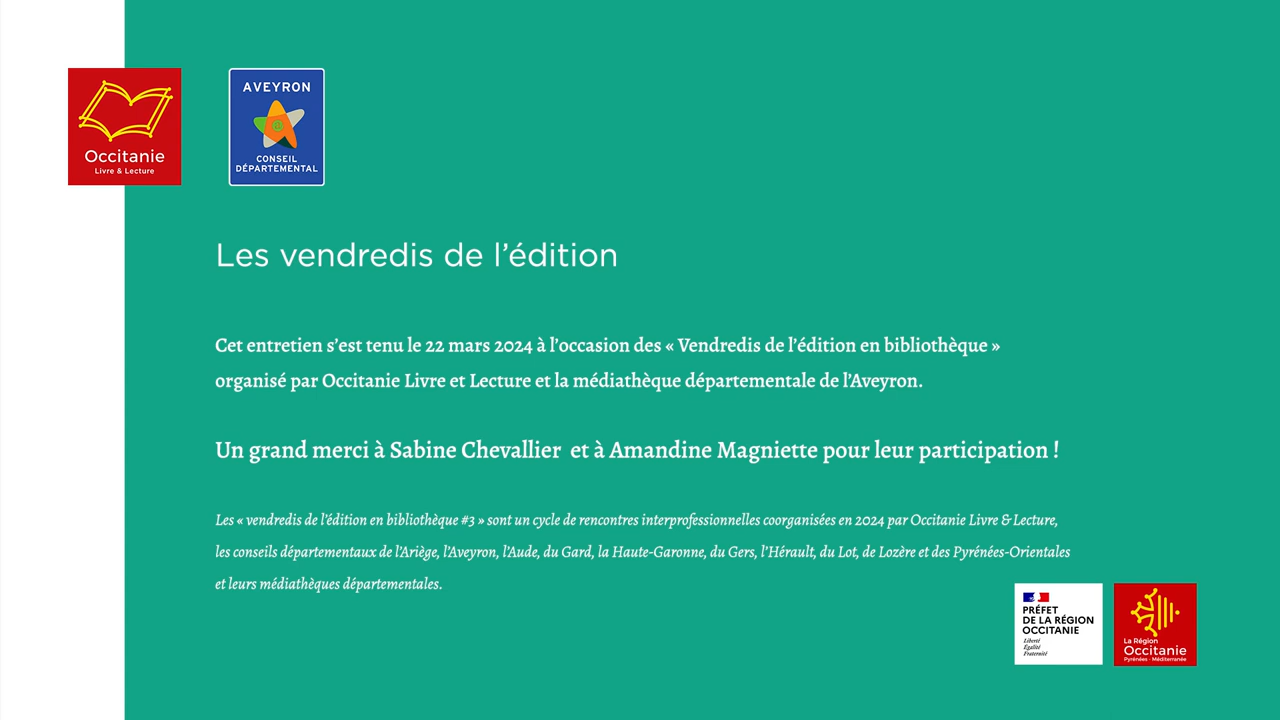 Occitanie
Livre & Lecture
AVEYRON
CONSEIL
DÉPARTEMENTAL
Les vendredis de l’édition
Cet entretien s’est tenu le 22 mars 2024 à l’occasion des « Vendredis de l’édition en bibliothèque »
organisé par Occitanie Livre et Lecture et la médiathèque départementale de l’Aveyron.
Un grand merci à Sabine Chevallier et à Amandine Magniette pour leur participation !
Les « vendredis de l'édition en bibliothèque #3 » sont un cycle de rencontres interprofessionnelles coorganisées en 2024 par Occitanie Livre & Lecture,
les conseils départementaux de l’Ariège, l’Aveyron, l’Aude, du Gard, la Haute-Garonne, du Gers, l’Hérault, du Lot, de Lozère et des Pyrénées-Orientales
et leurs médiathèques départementales.
PRÉFET
DE LA RÉGION
OCCITANIE
Liberté
Égalité
Fraternité
La Région
Occitanie
Pyrénées - Méditerranée